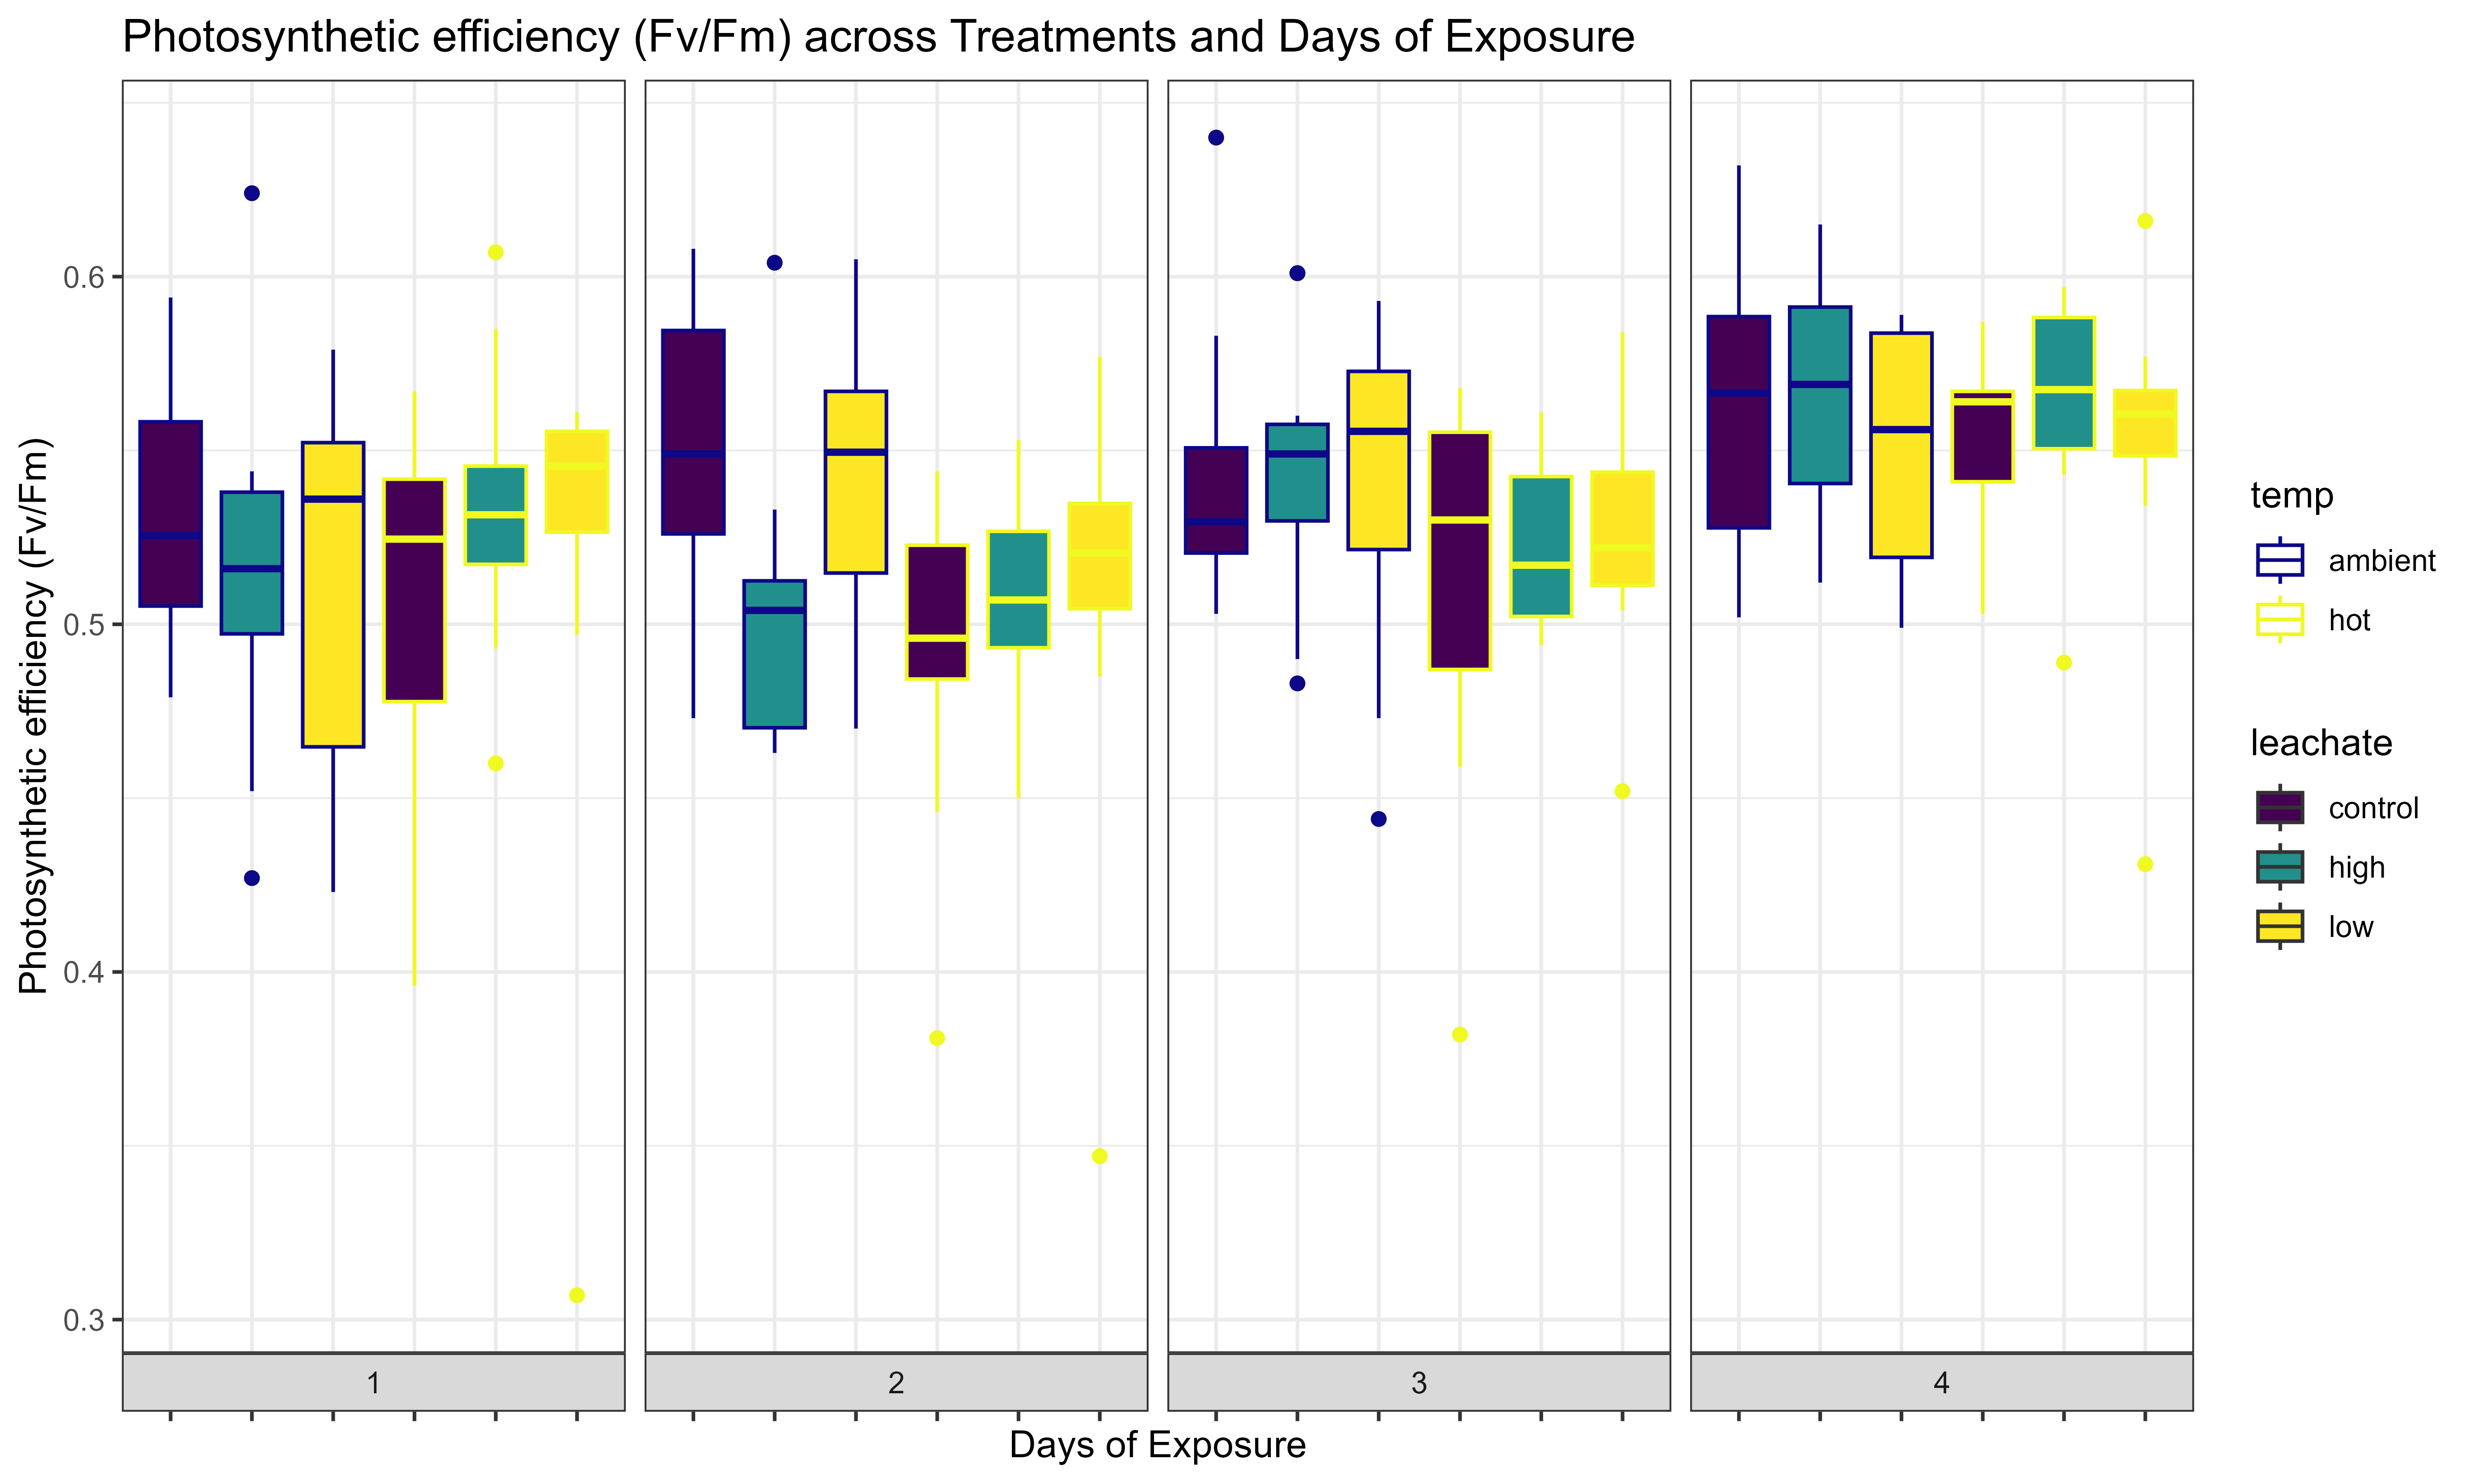 Photosynthetic efficiency (Fv/Fm) across Treatments and Days of Exposure
Photosynthetic efficiency (Fv/Fm)
0.6
0.5
0.4
0.3
1
2
3
4
Days of Exposure
temp
ambient
hot
leachate
control
high
low